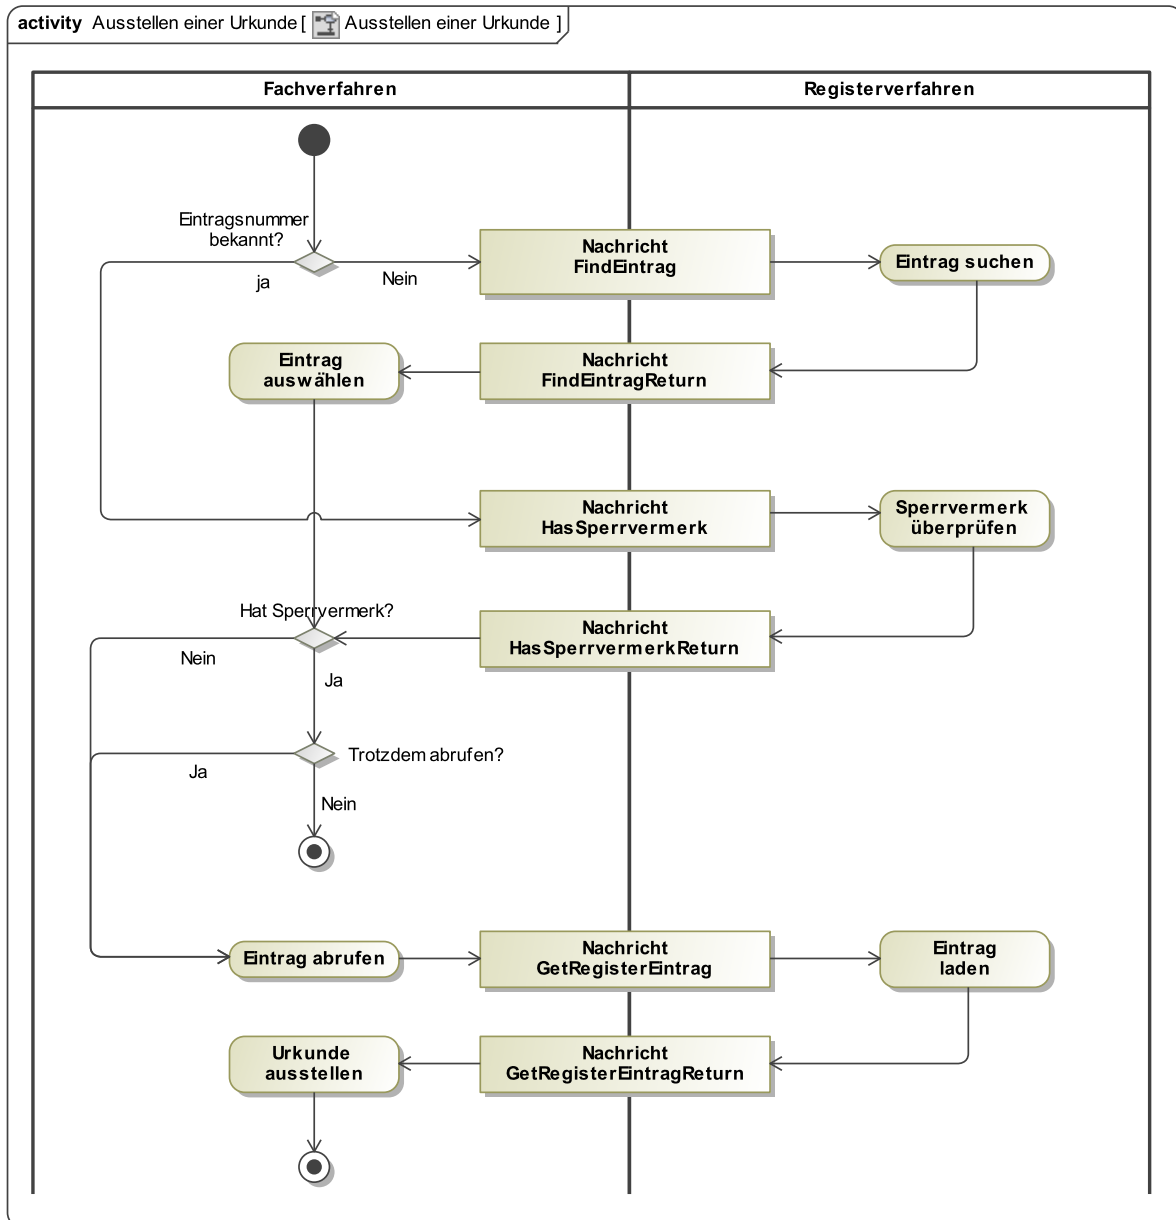 activity Ausstellen einer Urkunde [ Ausstellen einer Urkunde ]
Fachverfahren
Registerverfahren
Eintragsnummer
bekannt?
ja
Nein
Nachricht
FindEintrag
Eintrag suchen
Eintrag
auswählen
Nachricht
FindEintragReturn
Nachricht
HasSperrvermerk
Sperrvermerk
überprüfen
Hat Sperrvermerk?
Nein
Ja
Nachricht
HasSperrvermerkReturn
Trotzdem abrufen?
Ja
Nein
Eintrag abrufen
Nachricht
GetRegisterEintrag
Eintrag
laden
Urkunde
ausstellen
Nachricht
GetRegisterEintragReturn